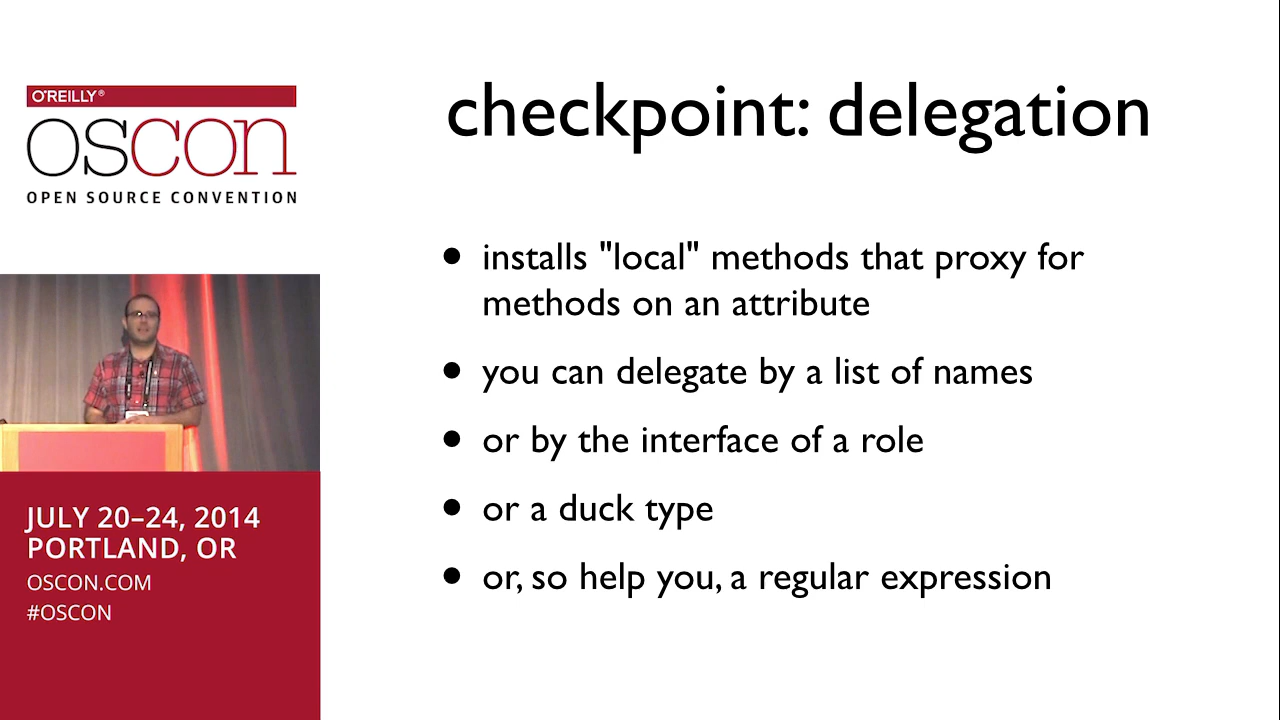 O'REILLY®
OSCON
OPEN SOURCE CONVENTION
JULY 20–24, 2014
PORTLAND, OR
OSCON.COM
#OSCON
checkpoint: delegation
• installs "local" methods that proxy for
methods on an attribute
• you can delegate by a list of names
• or by the interface of a role
• or a duck type
• or, so help you, a regular expression